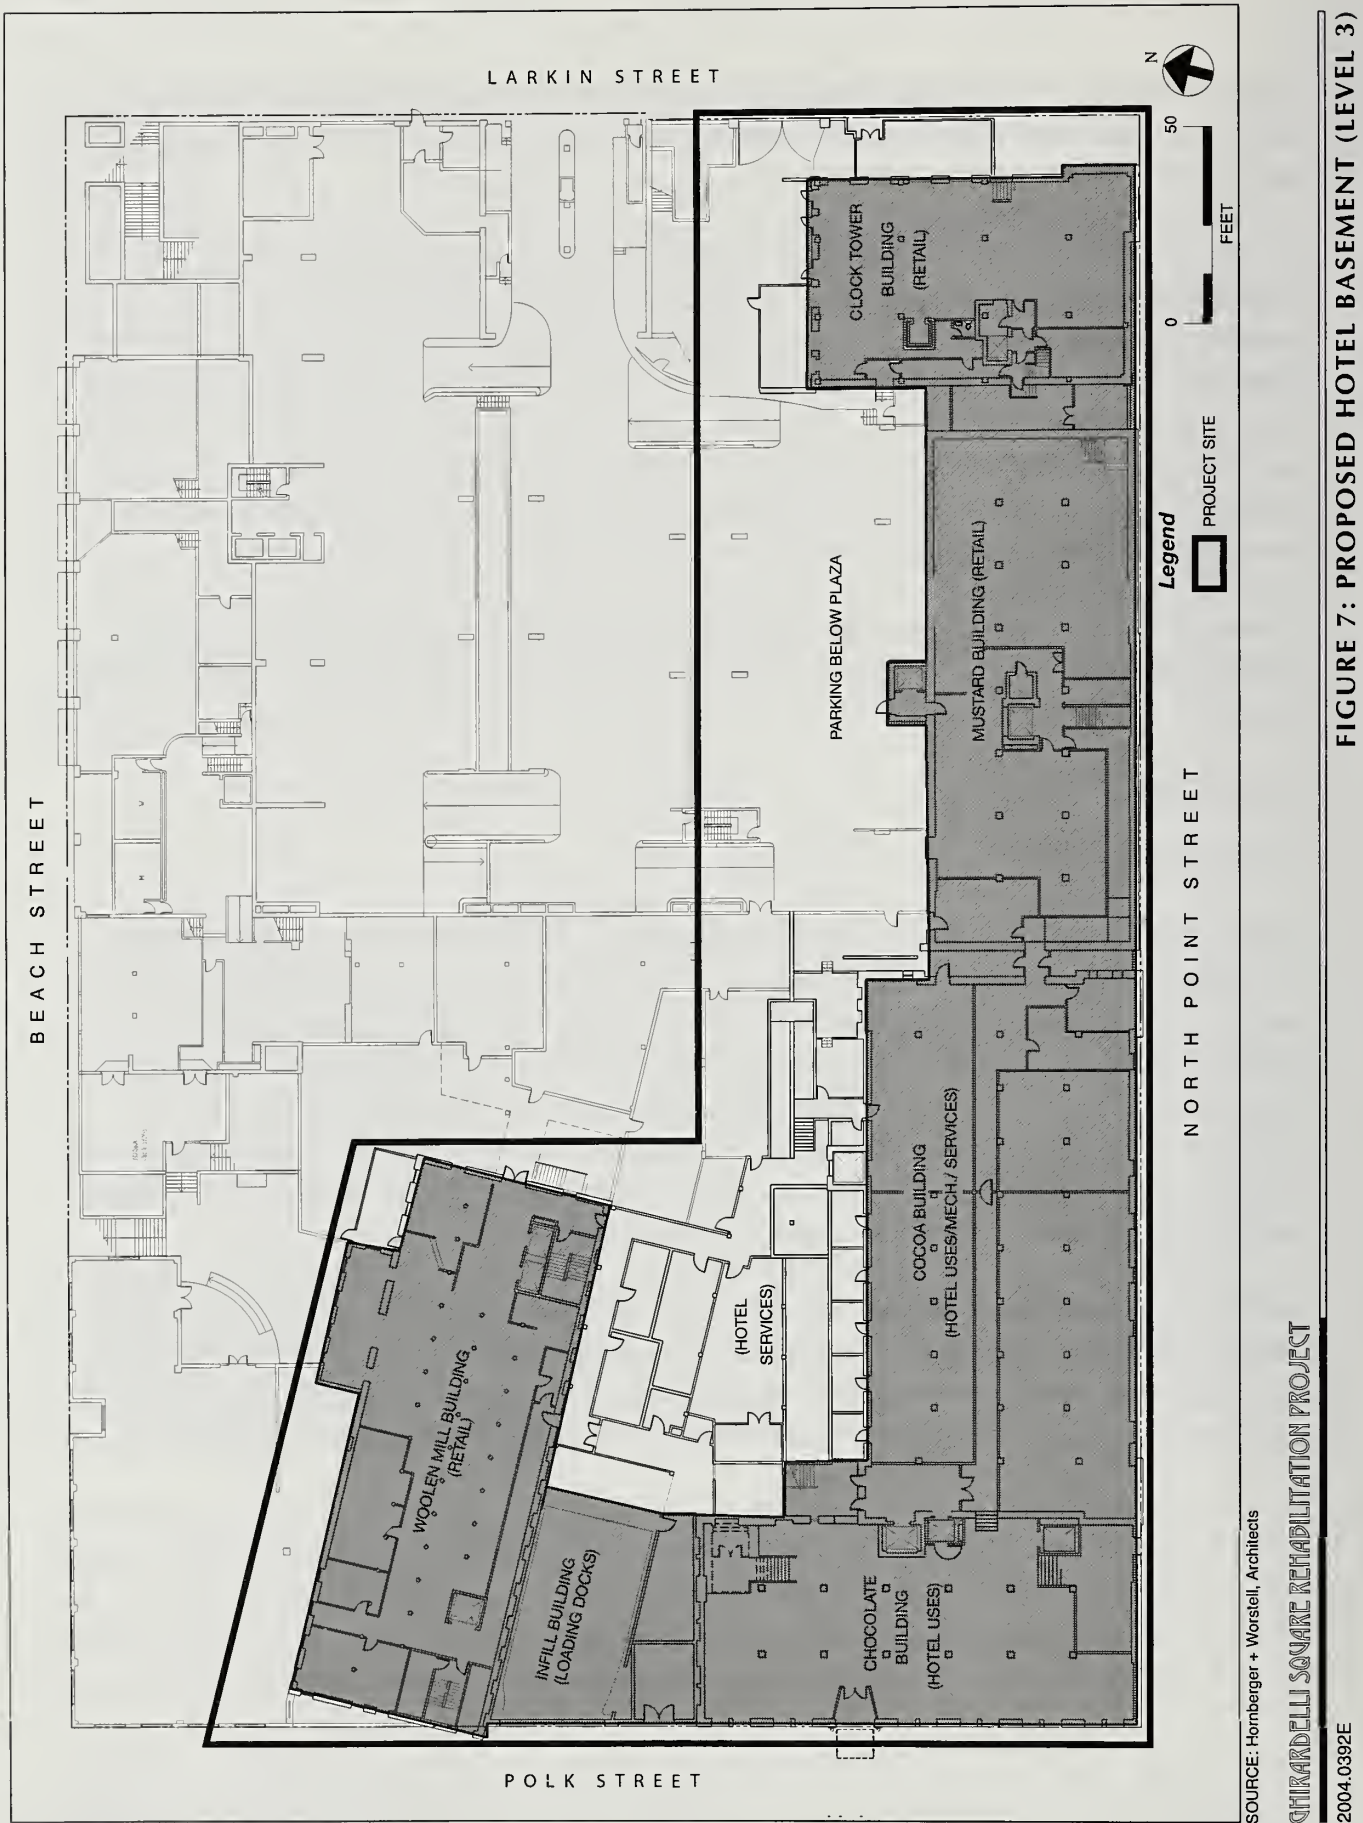 LARKIN STREET
BEACH STREET
NORTH POINT STREET
POLK STREET
N
CLOCK TOWER
BUILDING
(RETAIL)
PARKING BELOW PLAZA
MUSTARD BUILDING (RETAIL)
COCOA BUILDING
(HOTEL USES/MECH./ SERVICES)
(HOTEL
SERVICES)
WOOLEN MILL BUILDING
(RETAIL)
INFILL BUILDING
(LOADING DOCKS)
CHOCOLATE
BUILDING
(HOTEL USES)
0 50
FEET
Legend
PROJECT SITE
SOURCE: Hornberger + Worstell, Architects
GHIRARDELLI SQUARE REHABILITATION PROJECT
2004.0392E
FIGURE 7: PROPOSED HOTEL BASEMENT (LEVEL 3)